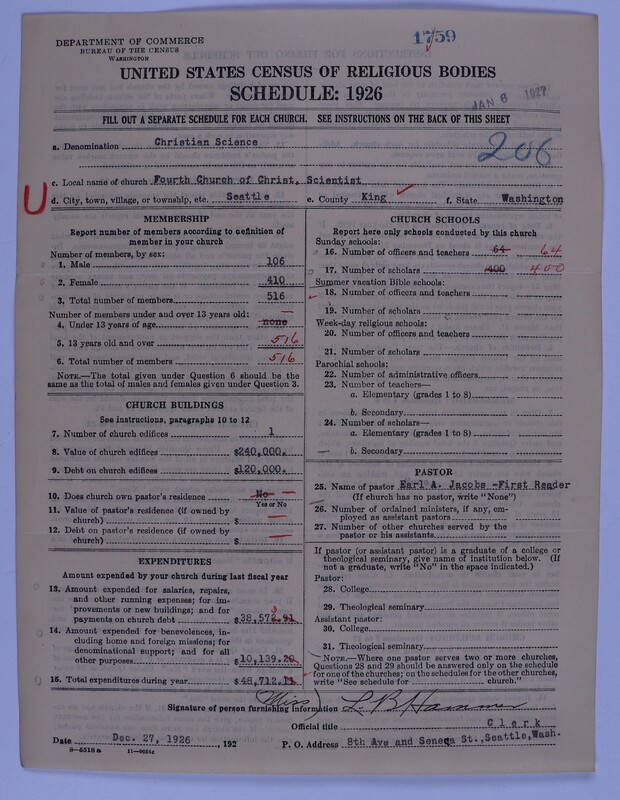 1759
DEPARTMENT OF COMMERCE
BUREAU OF THE CENSUS
WASHINGTON
UNITED STATES CENSUS OF RELIGIOUS BODIES
SCHEDULE: 1926
JAN 8 1927
FILL OUT A SEPARATE SCHEDULE FOR EACH CHURCH. SEE INSTRUCTIONS ON THE BACK OF THIS SHEET
a. Denomination Christian Science
206
c. Local name of church Fourth Church of Christ, Scientist
U
d. City, town, village, or township, etc. Seattle e. County King f. State Washington
MEMBERSHIP
Report number of members according to definition of
member in your church
Number of members, by sex:
1. Male 106
2. Female 410
3. Total number of members 516
Number of members under and over 13 years old:
4. Under 13 years of age none
5. 13 years old and over 516
6. Total number of members 516
NOTE.—The total given under Question 6 should be
same as the total of males and females given under Question 3.
CHURCH BUILDINGS
See instructions, paragraphs 10 to 12
7. Number of church edifices 1
8. Value of church edifices $240,000.
9. Debt on church edifices $120,000.
10. Does church own pastor's residence No
Yes or No
11. Value of pastor's residence (if owned by
church) $
12. Debt on pastor's residence (if owned by
church) $
EXPENDITURES
Amount expended by your church during last fiscal year
13. Amount expended for salaries, repairs,
and other running expenses; for im-
provements or new buildings; and for
payments on church debt $38,572.91
14. Amount expended for benevolences, in-
cluding home and foreign missions; for
denominational support; and for all
other purposes $10,139.20
15. Total expenditures during year $48,712.11
CHURCH SCHOOLS
Report here only schools conducted by this church
Sunday schools:
16. Number of officers and teachers 64 64
17. Number of scholars 400 400
Summer vacation Bible schools:
18. Number of officers and teachers
19. Number of scholars
Week-day religious schools:
20. Number of officers and teachers
21. Number of scholars
Parochial schools:
22. Number of administrative officers
23. Number of teachers—
a. Elementary (grades 1 to 8)
b. Secondary
24. Number of scholars—
a. Elementary (grades 1 to 8)
b. Secondary
PASTOR
25. Name of pastor Earl A. Jacobs -First Reader
(If church has no pastor, write "None")
26. Number of ordained ministers, if any, em-
ployed as assistant pastors
27. Number of other churches served by the
pastor or his assistants
If pastor (or assistant pastor) is a graduate of a college or
theological seminary, give name of institution below. (If
not a graduate, write "No" in the space indicated.)
Pastor:
28. College
29. Theological seminary
Assistant pastor:
30. College
31. Theological seminary
NOTE.—Where one pastor serves two or more churches,
Questions 28 and 29 should be answered only on the schedule
for one of the churches; on the schedules for the other churches,
write "See schedule for church."
Signature of person furnishing information (Miss) L. B. Hammer
Official title Clerk
Date Dec. 27, 1926 , 192 P. O. Address 8th Ave and Seneca St., Seattle, Wash.
9-5518a 11-9054c